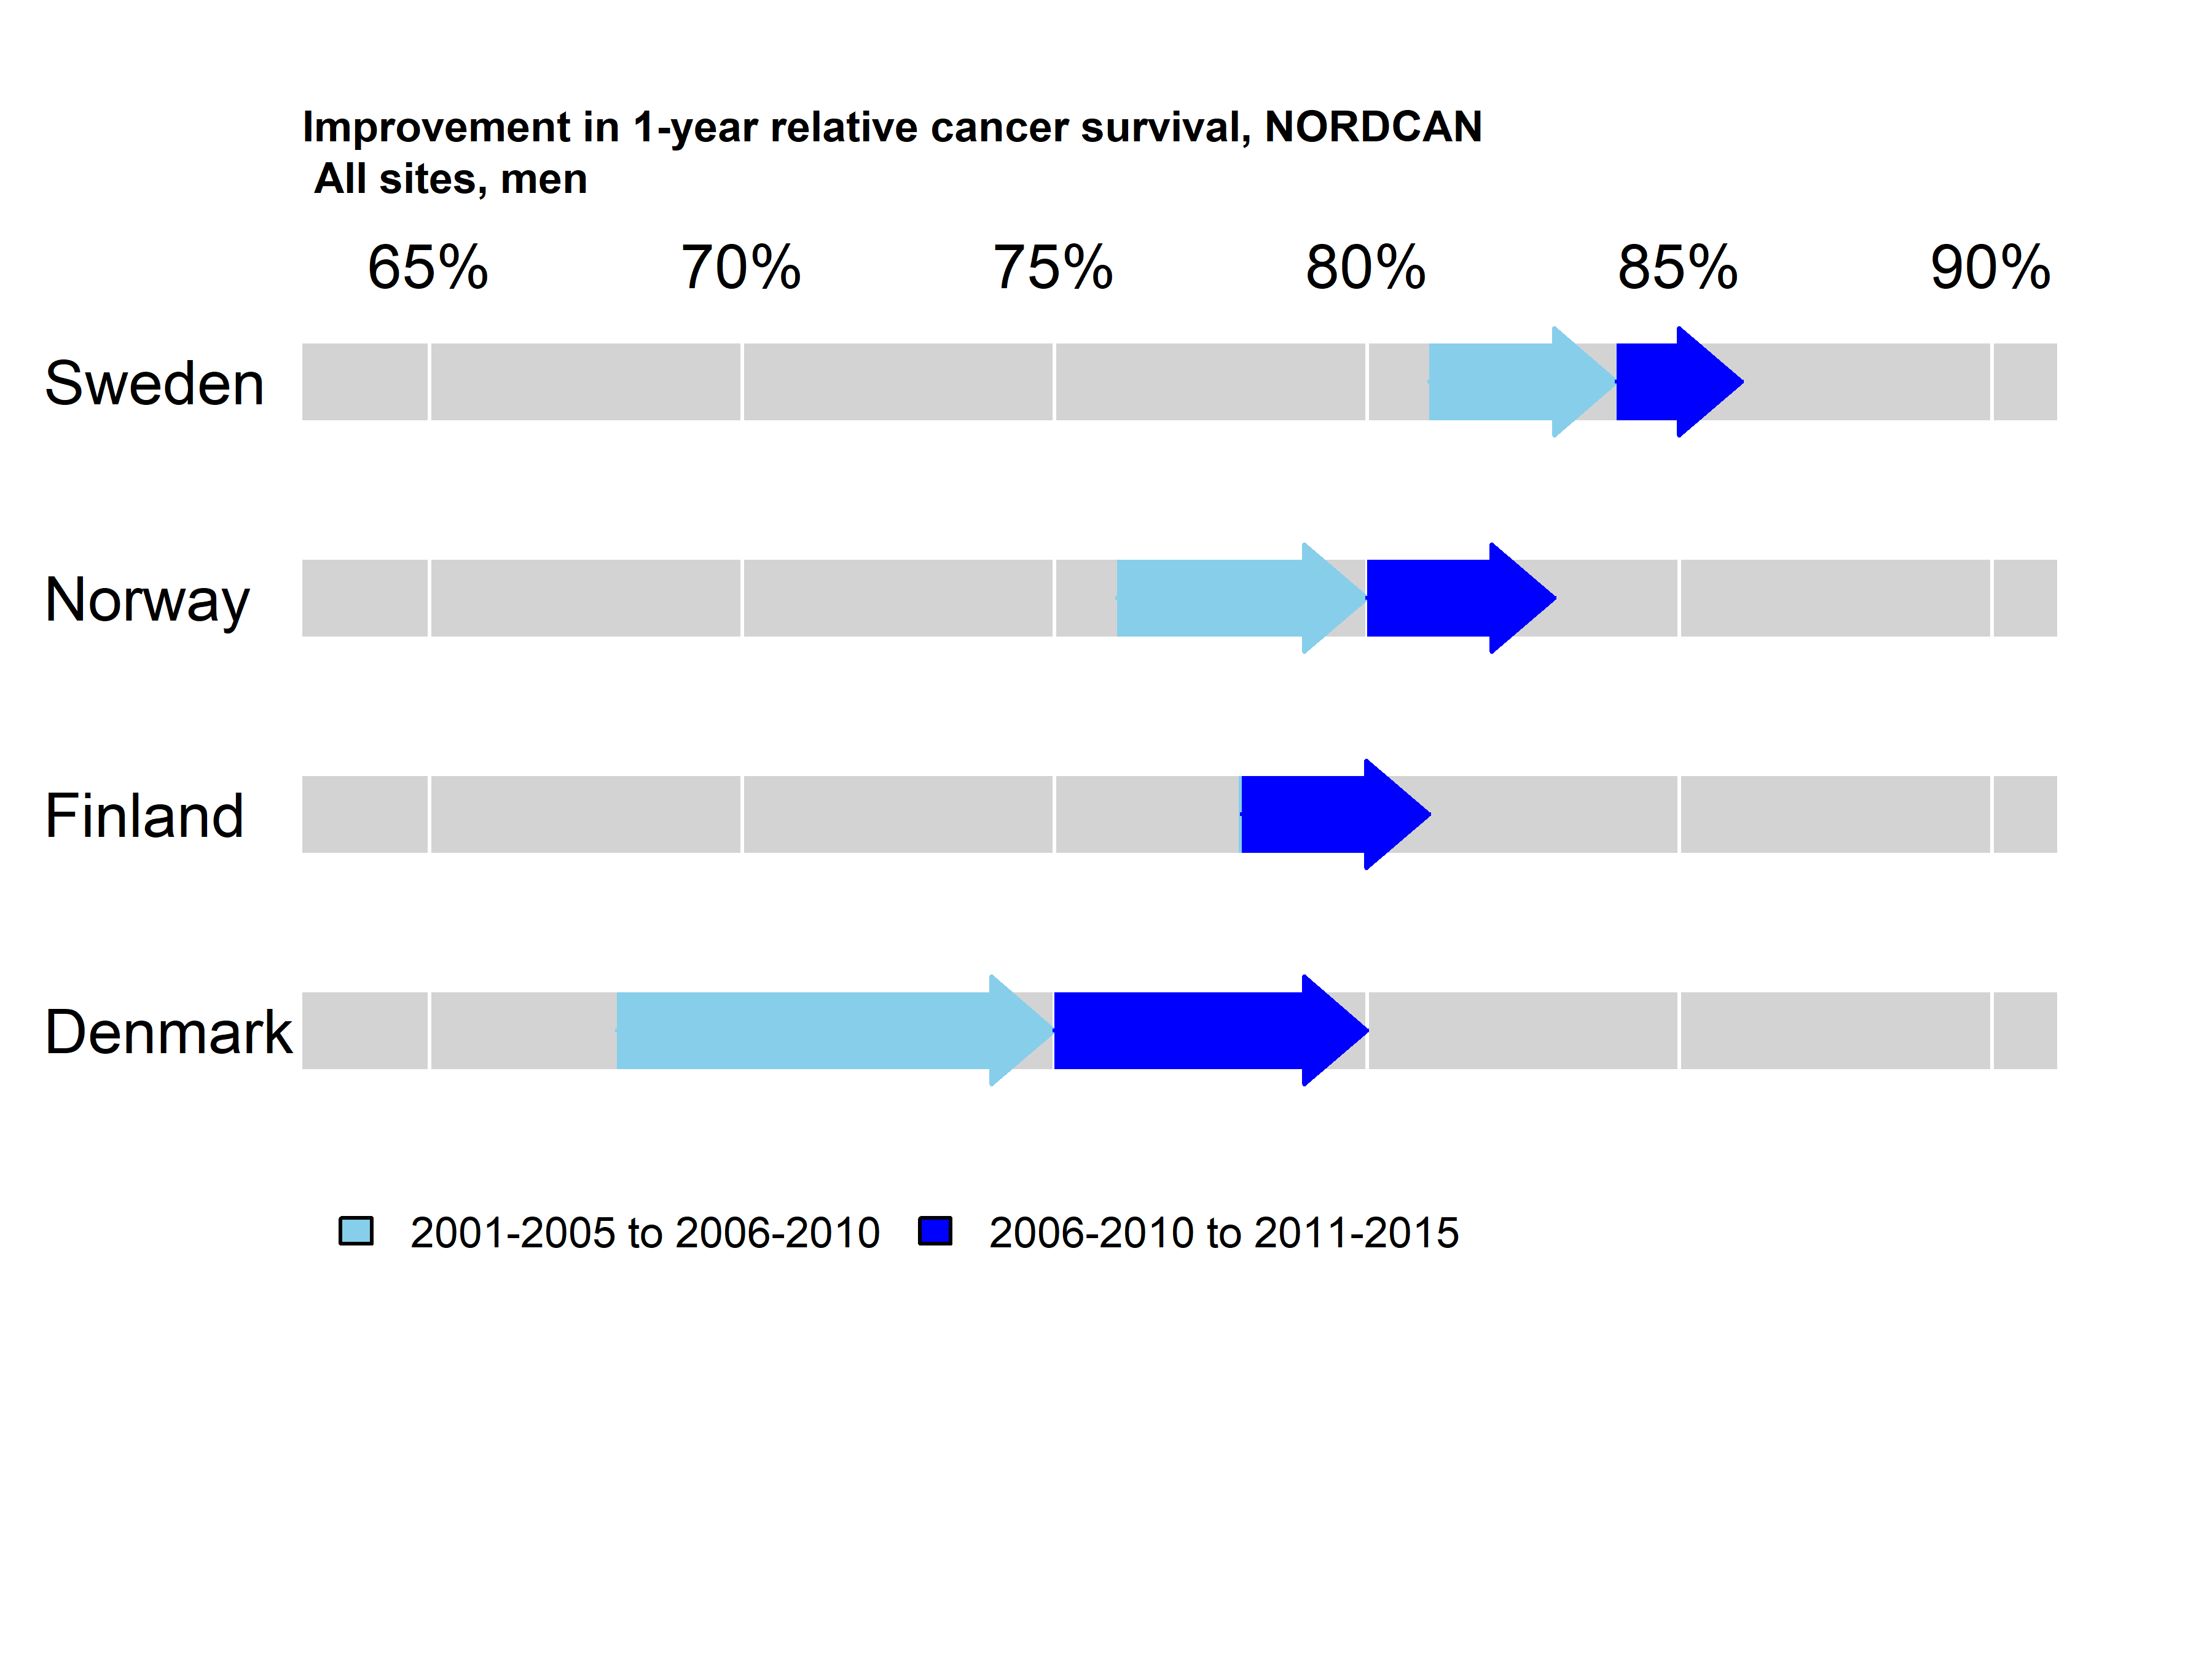 Improvement in 1-year relative cancer survival, NORDCAN
All sites, men
65% 70% 75% 80% 85% 90%
Sweden
Norway
Finland
Denmark
2001-2005 to 2006-2010 2006-2010 to 2011-2015